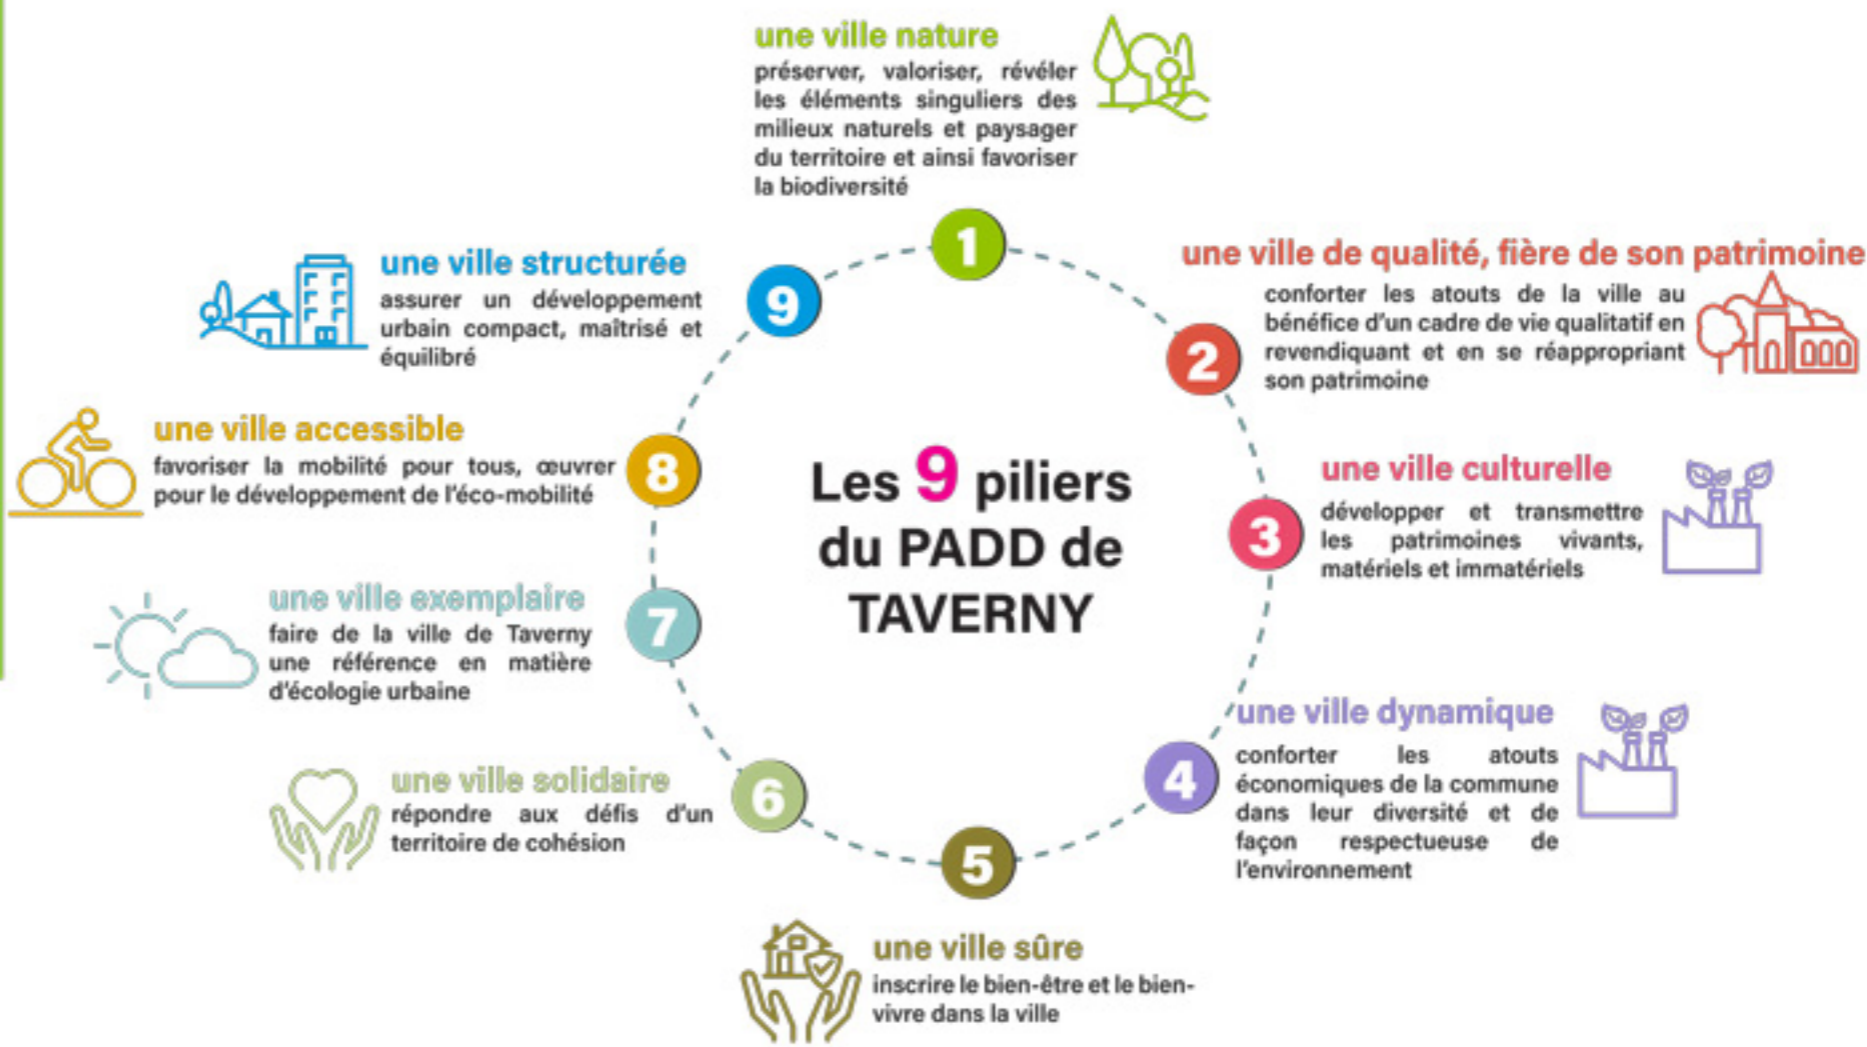 une ville nature
préserver, valoriser, révéler
les éléments singuliers des
milieux naturels et paysager
du territoire et ainsi favoriser
la biodiversité
1
une ville de qualité, fière de son patrimoine
conforter les atouts de la ville au
bénéfice d'un cadre de vie qualitatif en
revendiquant et en se réappropriant
son patrimoine
2
une ville culturelle
développer et transmettre
les patrimoines vivants,
matériels et immatériels
3
une ville dynamique
conforter les atouts
économiques de la commune
dans leur diversité et de
façon respectueuse de
l'environnement
4
5
une ville sûre
inscrire le bien-être et le bien-
vivre dans la ville
une ville solidaire
répondre aux défis d'un
territoire de cohésion
6
une ville exemplaire
faire de la ville de Taverny
une référence en matière
d'écologie urbaine
7
une ville accessible
favoriser la mobilité pour tous, œuvrer
pour le développement de l'éco-mobilité
8
une ville structurée
assurer un développement
urbain compact, maîtrisé et
équilibré
9
Les 9 piliers
du PADD de
TAVERNY